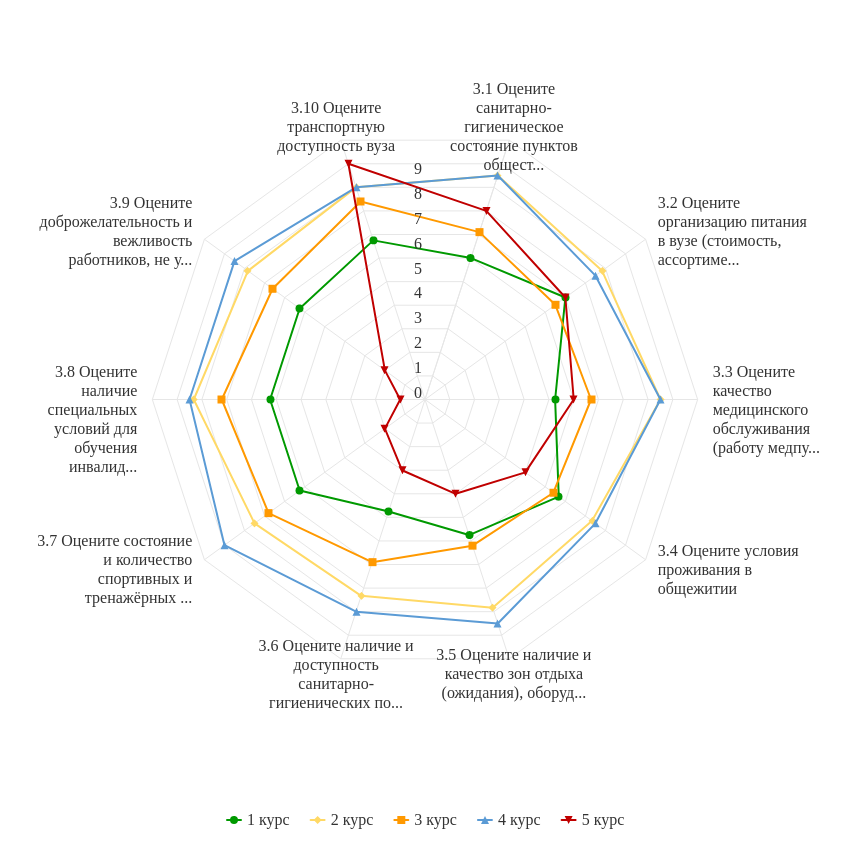 3.1 Оцените
санитарно-
гигиеническое
состояние пунктов
общест...
3.10 Оцените
транспортную
доступность вуза
3.2 Оцените
организацию питания
в вузе (стоимость,
ассортиме...
3.9 Оцените
доброжелательность и
вежливость
работников, не у...
9
8
7
6
5
4
3
2
1
0
3.3 Оцените
качество
медицинского
обслуживания
(работу медпу...
3.8 Оцените
наличие
специальных
условий для
обучения
инвалид...
3.4 Оцените условия
проживания в
общежитии
3.7 Оцените состояние
и количество
спортивных и
тренажёрных ...
3.6 Оцените наличие и
доступность
санитарно-
гигиенических по...
3.5 Оцените наличие и
качество зон отдыха
(ожидания), оборуд...
1 курс 2 курс 3 курс 4 курс 5 курс